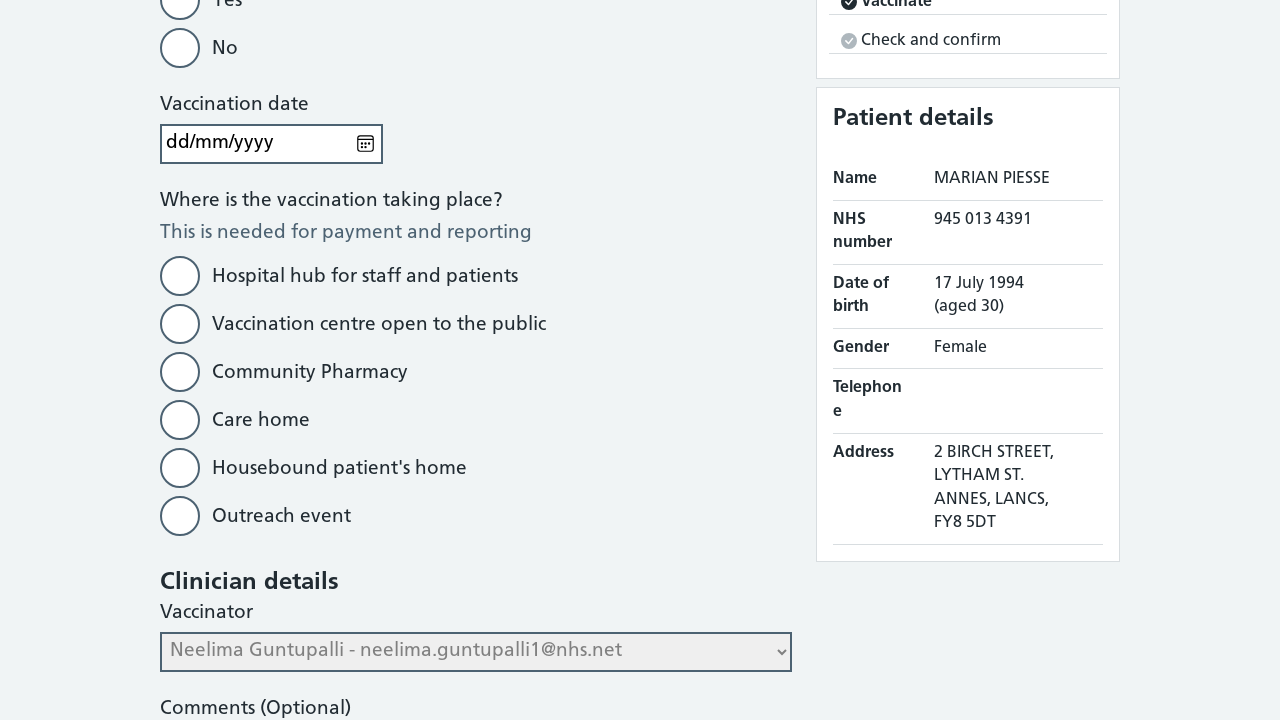 Yes
No
Vaccination date
dd/mm/yyyy
Where is the vaccination taking place?
This is needed for payment and reporting
Hospital hub for staff and patients
Vaccination centre open to the public
Community Pharmacy
Care home
Housebound patient's home
Outreach event
Clinician details
Vaccinator
Neelima Guntupalli - neelima.guntupalli1@nhs.net
Comments (Optional)
Vaccinate
Check and confirm
Patient details
Name MARIAN PIESSE
NHS 945 013 4391
number
Date of 17 July 1994
birth (aged 30)
Gender Female
Telephon
e
Address 2 BIRCH STREET,
LYTHAM ST.
ANNES, LANCS,
FY8 5DT